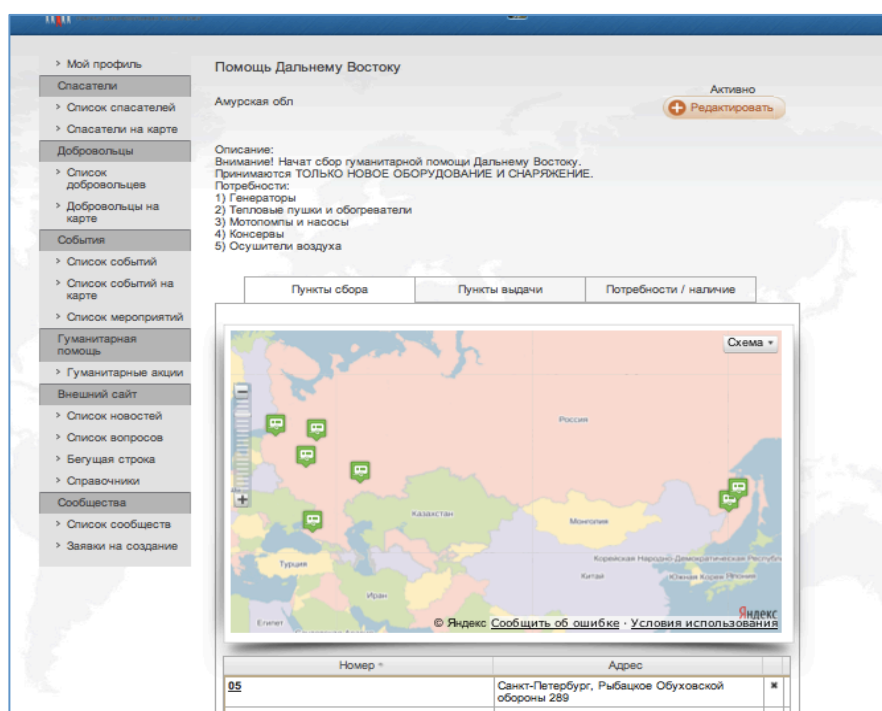 Мой профиль
Спасатели
Список спасателей
Спасатели на карте
Добровольцы
Список
добровольцев
Добровольцы на
карте
События
Список событий
Список событий на
карте
Список мероприятий
Гуманитарная
помощь
Гуманитарные акции
Внешний сайт
Список новостей
Список вопросов
Бегущая строка
Справочники
Сообщества
Список сообществ
Заявки на создание
Помощь Дальнему Востоку
Амурская обл
Активно
Редактировать
Описание:
Внимание! Начат сбор гуманитарной помощи Дальнему Востоку.
Принимаются ТОЛЬКО НОВОЕ ОБОРУДОВАНИЕ И СНАРЯЖЕНИЕ.
Потребности:
1) Генераторы
2) Тепловые пушки и обогреватели
3) Мотопомпы и насосы
4) Консервы
5) Осушители воздуха
Пункты сбора
Пункты выдачи
Потребности / наличие
Схема
Россия
Казахстан
Монголия
Турция
Корейская Народно-Демократическая Республ
Китай
Южная Корея Япония
Иран
Египет
Яндекс
© Яндекс Сообщить об ошибке · Условия использования
Номер
Адрес
05
Санкт-Петербург, Рыбацкое Обуховской
обороны 289